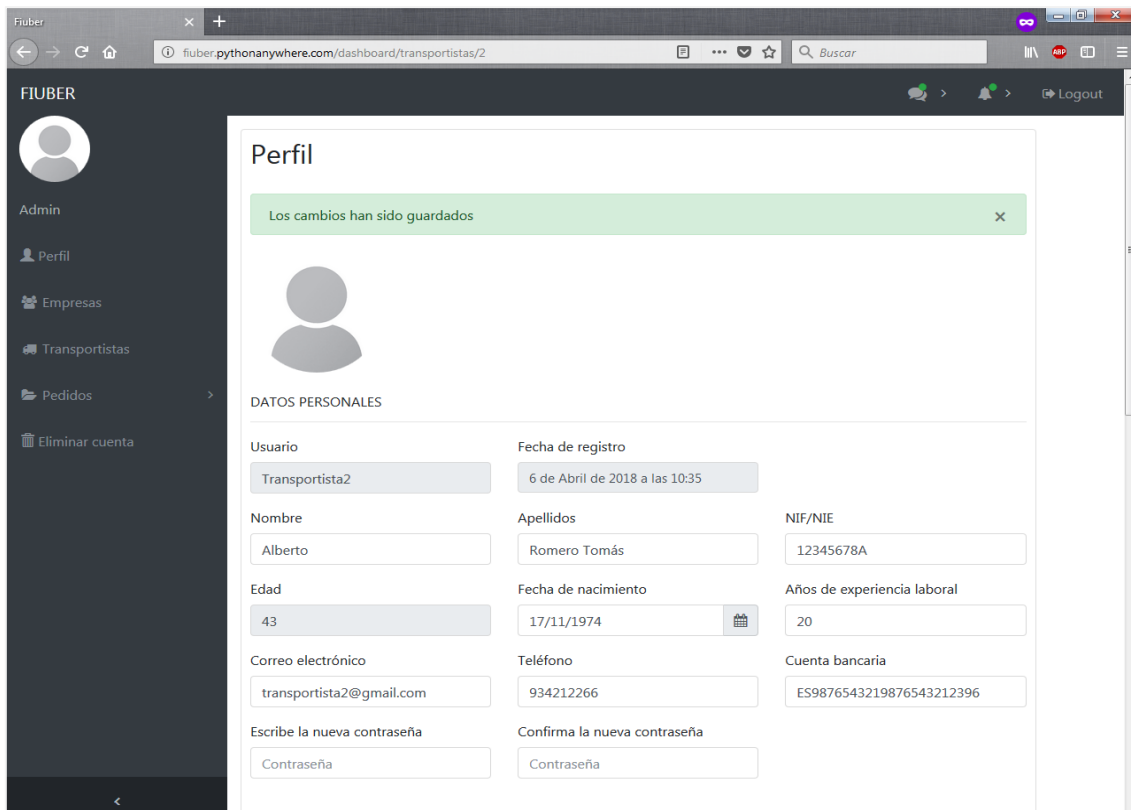 Fiuber
fiuber.pythonanywhere.com/dashboard/transportistas/2
Buscar
ABP
FIUBER
Logout
Admin
Perfil
Empresas
Transportistas
Pedidos
Eliminar cuenta
Perfil
Los cambios han sido guardados
DATOS PERSONALES
Usuario Fecha de registro
Transportista2 6 de Abril de 2018 a las 10:35
Nombre Apellidos NIF/NIE
Alberto Romero Tomás 12345678A
Edad Fecha de nacimiento Años de experiencia laboral
43 17/11/1974 20
Correo electrónico Teléfono Cuenta bancaria
transportista2@gmail.com 934212266 ES9876543219876543212396
Escribe la nueva contraseña Confirma la nueva contraseña
Contraseña Contraseña